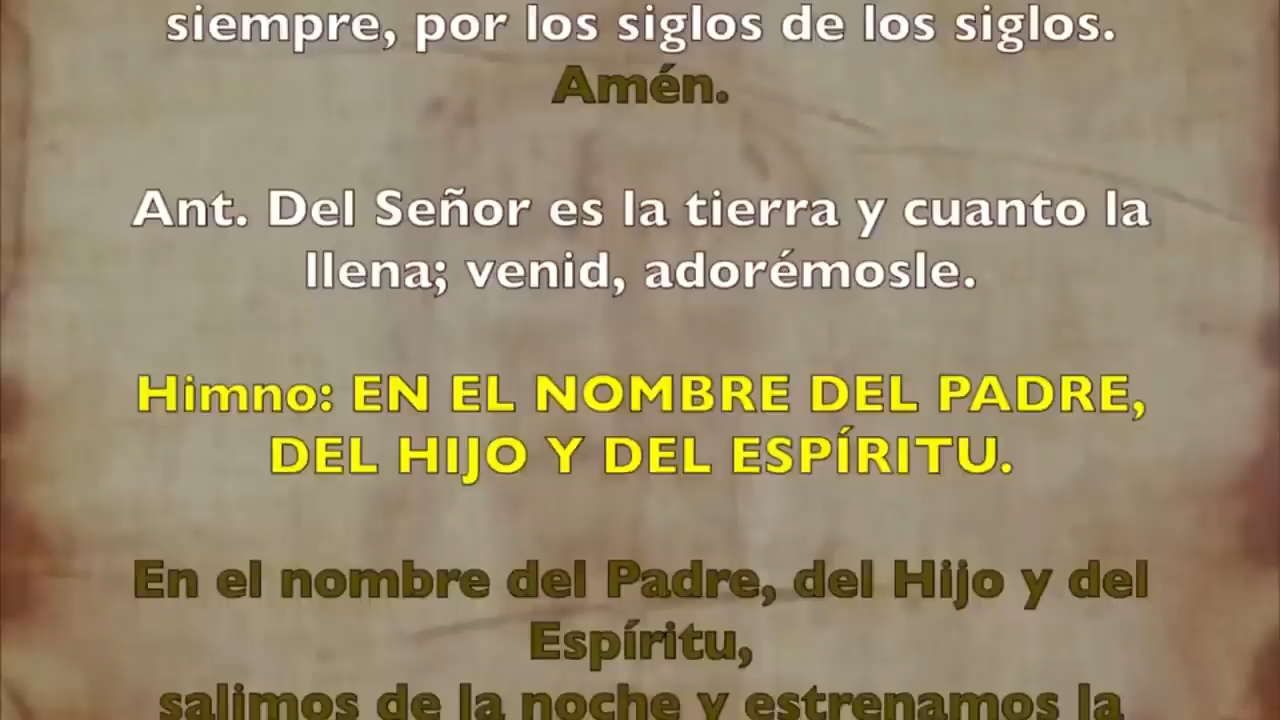 siempre, por los siglos de los siglos.
Amén.
Ant. Del Señor es la tierra y cuanto la
llena; venid, adorémosle.
Himno: EN EL NOMBRE DEL PADRE,
DEL HIJO Y DEL ESPÍRITU.
En el nombre del Padre, del Hijo y del
Espíritu,
salimos de la noche y estrenamos la